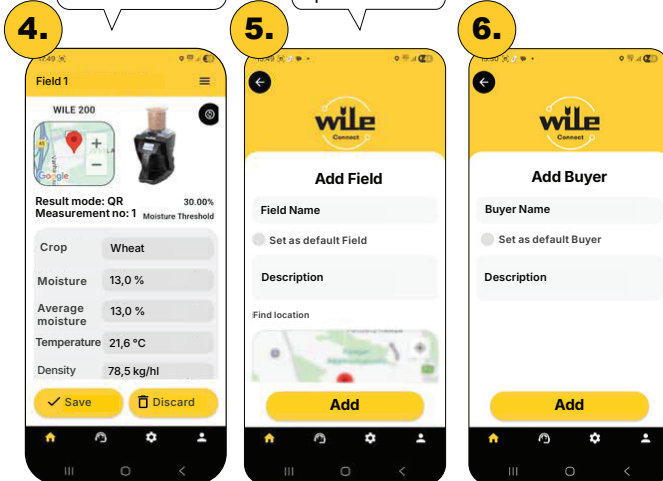 4.
17:49
Field 1
WILE 200
Google
Result mode: QR
Measurement no: 1
30.00%
Moisture Threshold
Crop
Wheat
Moisture
13,0 %
Average
moisture
13,0 %
Temperature
21,6 °C
Density
78,5 kg/hl
Save
Discard
5.
wile
Connect
Add Field
Field Name
Set as default Field
Description
Find location
Add
6.
wile
Connect
Add Buyer
Buyer Name
Set as default Buyer
Description
Add